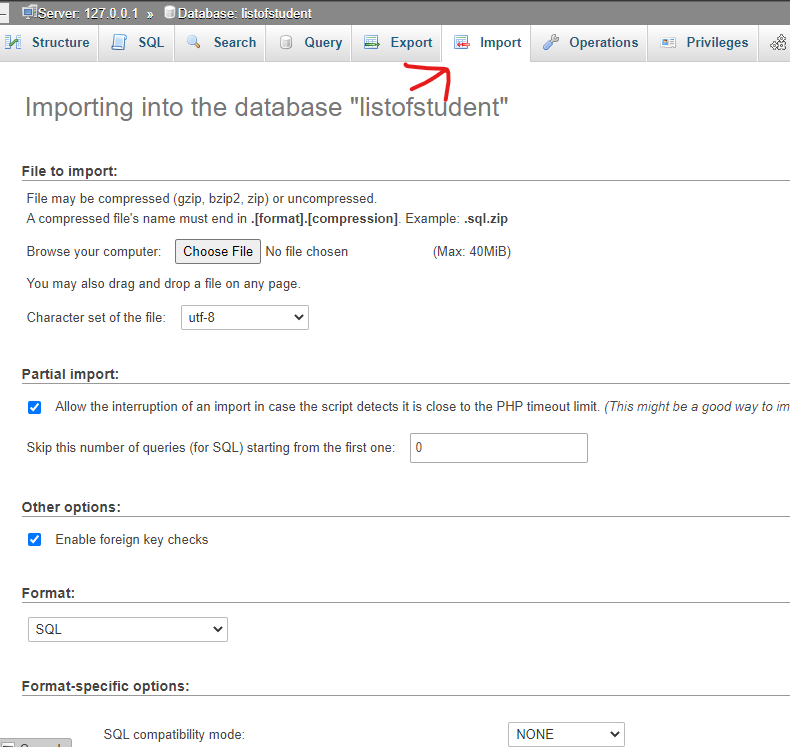 Server: 127.0.0.1 » Database: listofstudent
Structure SQL Search Query Export Import Operations Privileges
Importing into the database "listofstudent"
File to import:
File may be compressed (gzip, bzip2, zip) or uncompressed.
A compressed file's name must end in .[format].[compression]. Example: .sql.zip
Browse your computer: Choose File No file chosen (Max: 40MiB)
You may also drag and drop a file on any page.
Character set of the file: utf-8
Partial import:
Allow the interruption of an import in case the script detects it is close to the PHP timeout limit. (This might be a good way to im
Skip this number of queries (for SQL) starting from the first one: 0
Other options:
Enable foreign key checks
Format:
SQL
Format-specific options:
SQL compatibility mode: NONE